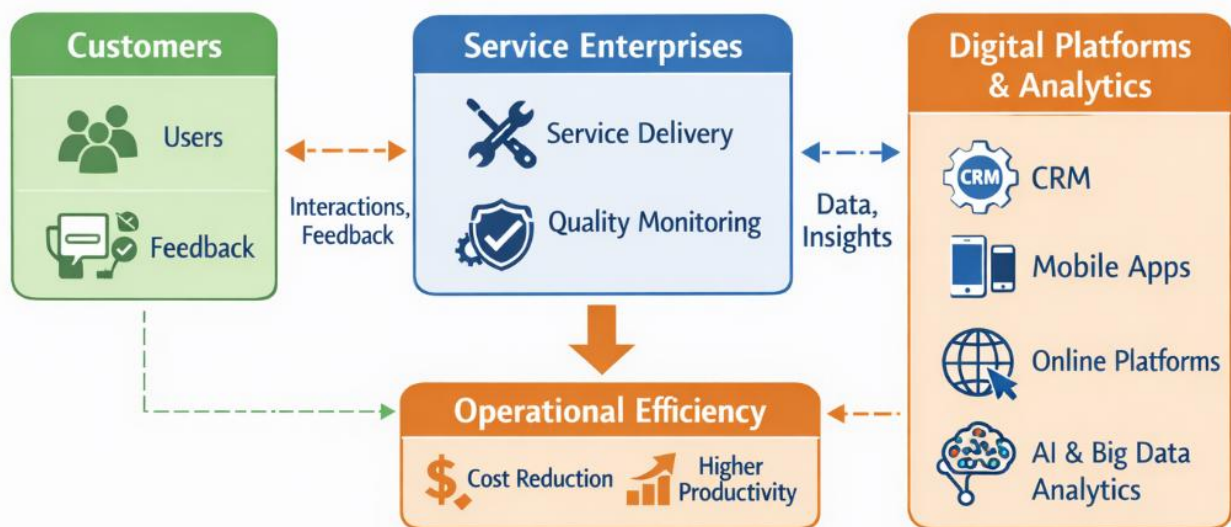 Customers
Users
Feedback
Interactions,
Feedback
Service Enterprises
Service Delivery
Quality Monitoring
Data,
Insights
Digital Platforms
& Analytics
CRM
CRM
Mobile Apps
Online Platforms
AI & Big Data
Analytics
Operational Efficiency
$
Cost Reduction
Higher
Productivity